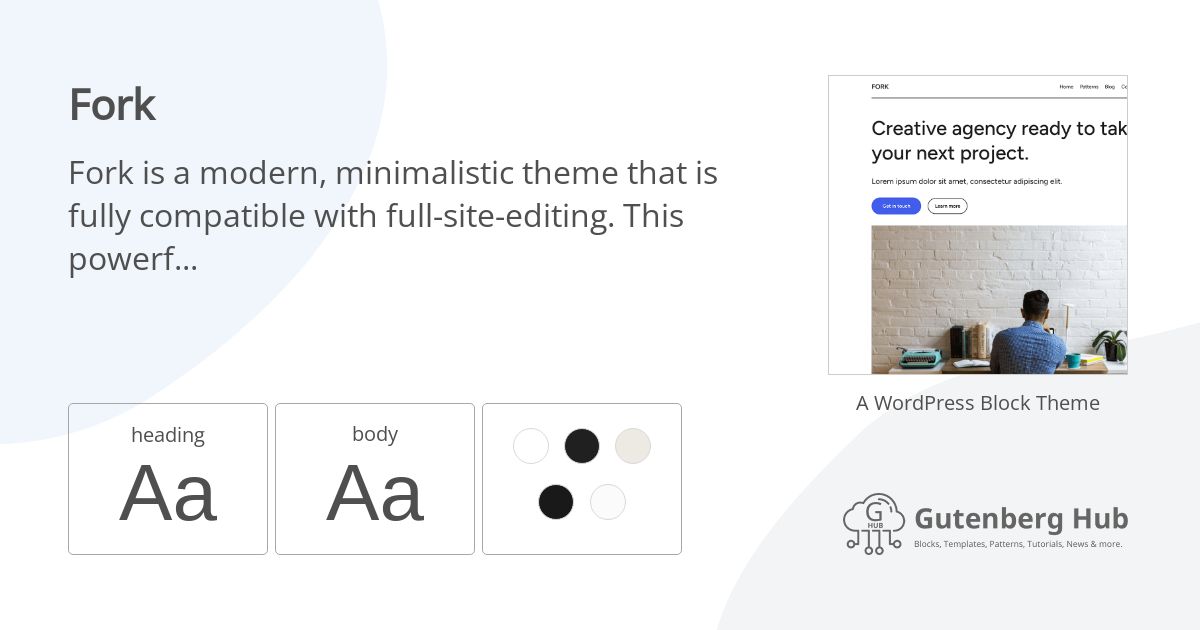 Fork
Fork is a modern, minimalistic theme that is
fully compatible with full-site-editing. This
powerf...
heading
Aa
body
Aa
FORK
Home Patterns Blog Co
Creative agency ready to tak
your next project.
Lorem ipsum dolor sit amet, consectetur adipiscing elit.
Get in touch Learn more
A WordPress Block Theme
G
HUB
Gutenberg Hub
Blocks, Templates, Patterns, Tutorials, News & more.